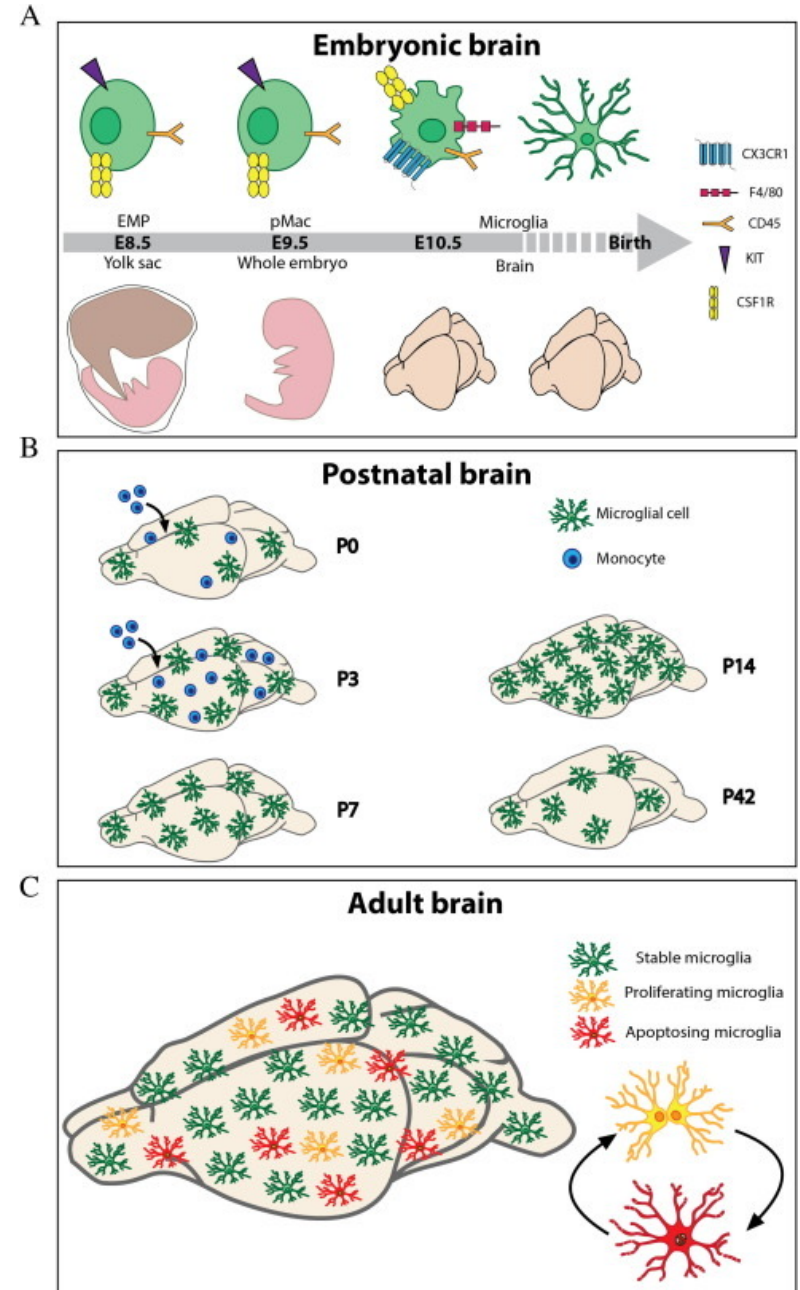 A
Embryonic brain
CX3CR1
F4/80
CD45
KIT
CSF1R
EMP
pMac
Microglia
E8.5
E9.5
E10.5
Birth
Yolk sac
Whole embryo
Brain
B
Postnatal brain
Microglial cell
Monocyte
P0
P3
P14
P7
P42
C
Adult brain
Stable microglia
Proliferating microglia
Apoptosing microglia